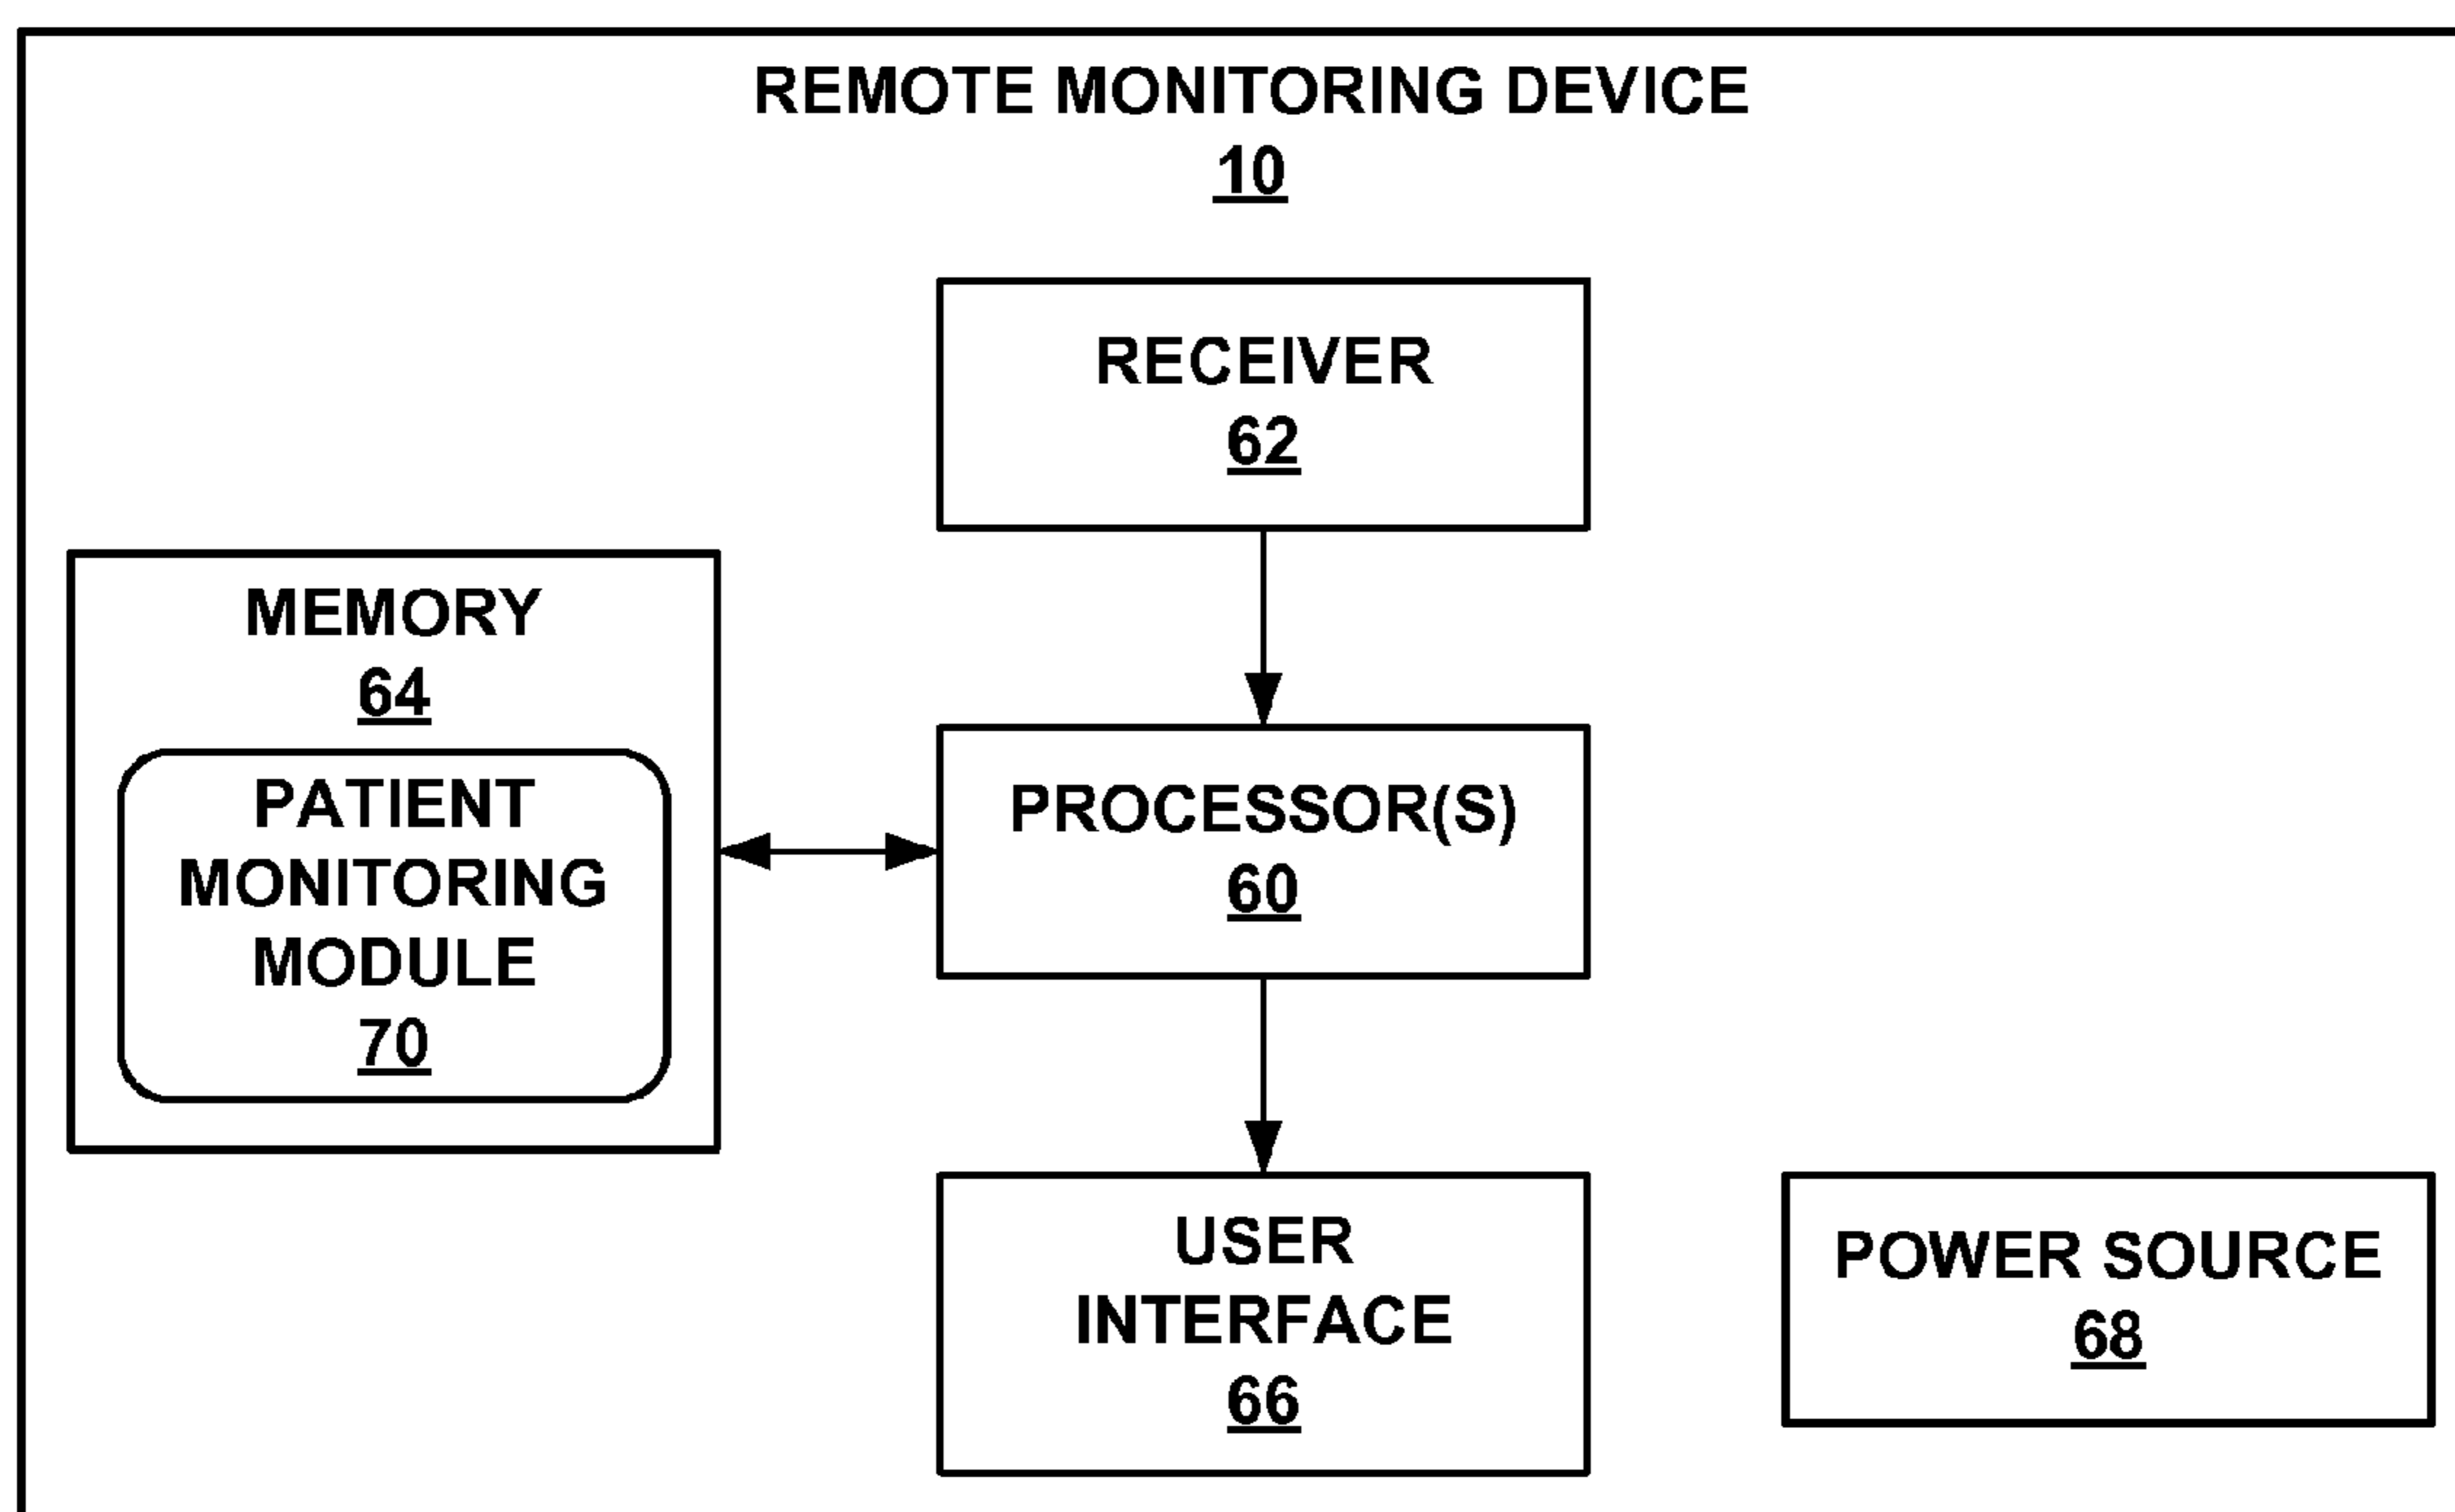 REMOTE MONITORING DEVICE
10
RECEIVER
62
MEMORY
64
PATIENT
MONITORING
MODULE
70
PROCESSOR(S)
60
USER
INTERFACE
66
POWER SOURCE
68